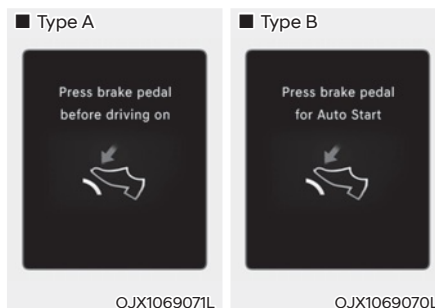 ■ Type A
Press brake pedal
before driving on
OJX1069071L
■ Type B
Press brake pedal
for Auto Start
OJX1069070L